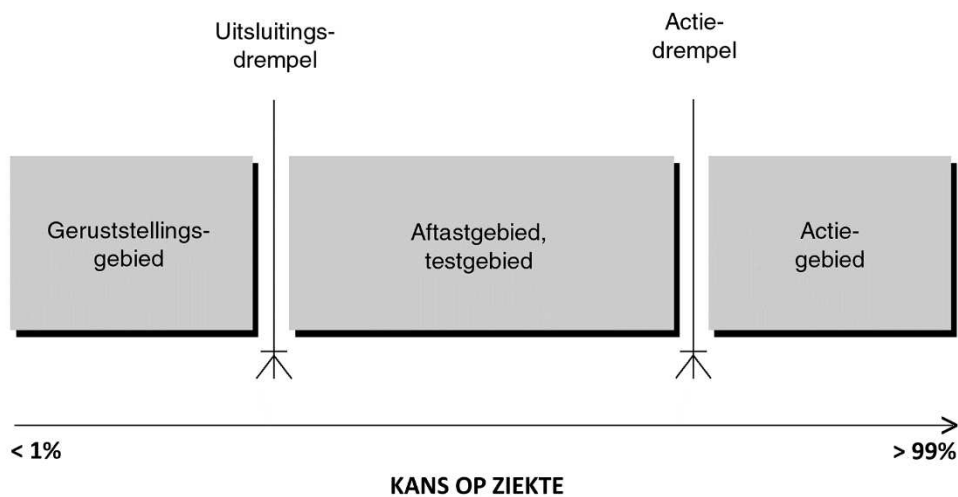 Uitsluitings-
drempel
Actie-
drempel
Geruststellings-
gebied
Aftastgebied,
testgebied
Actie-
gebied
< 1%
> 99%
KANS OP ZIEKTE